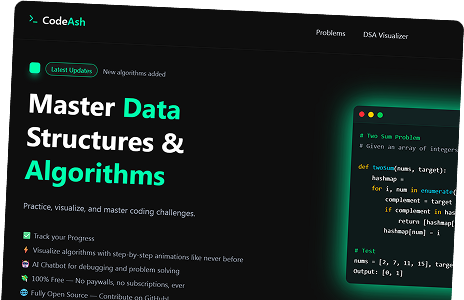 CodeAsh
Problems
DSA Visualizer
Latest Updates
New algorithms added
Master Data
Structures &
Algorithms
Practice, visualize, and master coding challenges.
Track your Progress
Visualize algorithms with step-by-step animations like never before
AI Chatbot for debugging and problem solving
100% Free — No paywalls, no subscriptions, ever
Fully Open Source — Contribute on GitHub!
# Two Sum Problem
# Given an array of integers
def twosum(nums, target):
hashmap =
for i, num in enumerate(
complement = target
if complement in has
return [hashmap[
hashmap[num] = i
# Test
nums = [2, 7, 11, 15], target
Output: [0, 1]